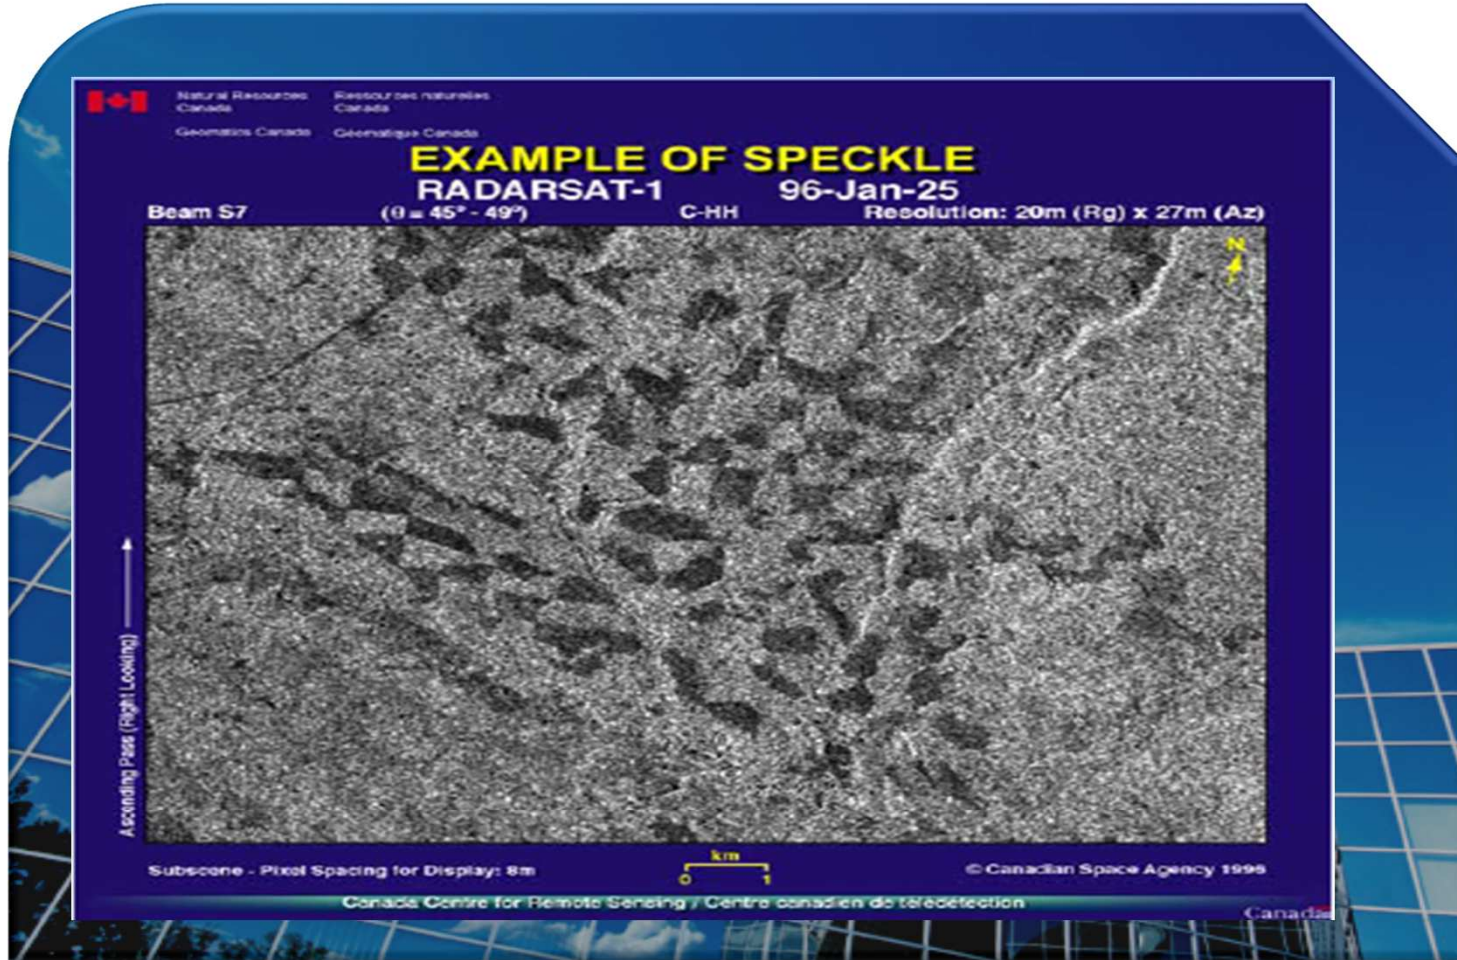 Natural Resources Ressources naturelles
Canada Canada
Geomatics Canada Géomatique Canada
EXAMPLE OF SPECKLE
RADARSAT-1 96-Jan-25
Beam S7 (θ = 45° - 49°) C-HH Resolution: 20m (Rg) x 27m (Az)
N
Ascending Pass (Right Looking)
km
0 1
Subscene - Pixel Spacing for Display: 8m © Canadian Space Agency 1996
Canada Centre for Remote Sensing / Centre canadien de télédétection
Canada